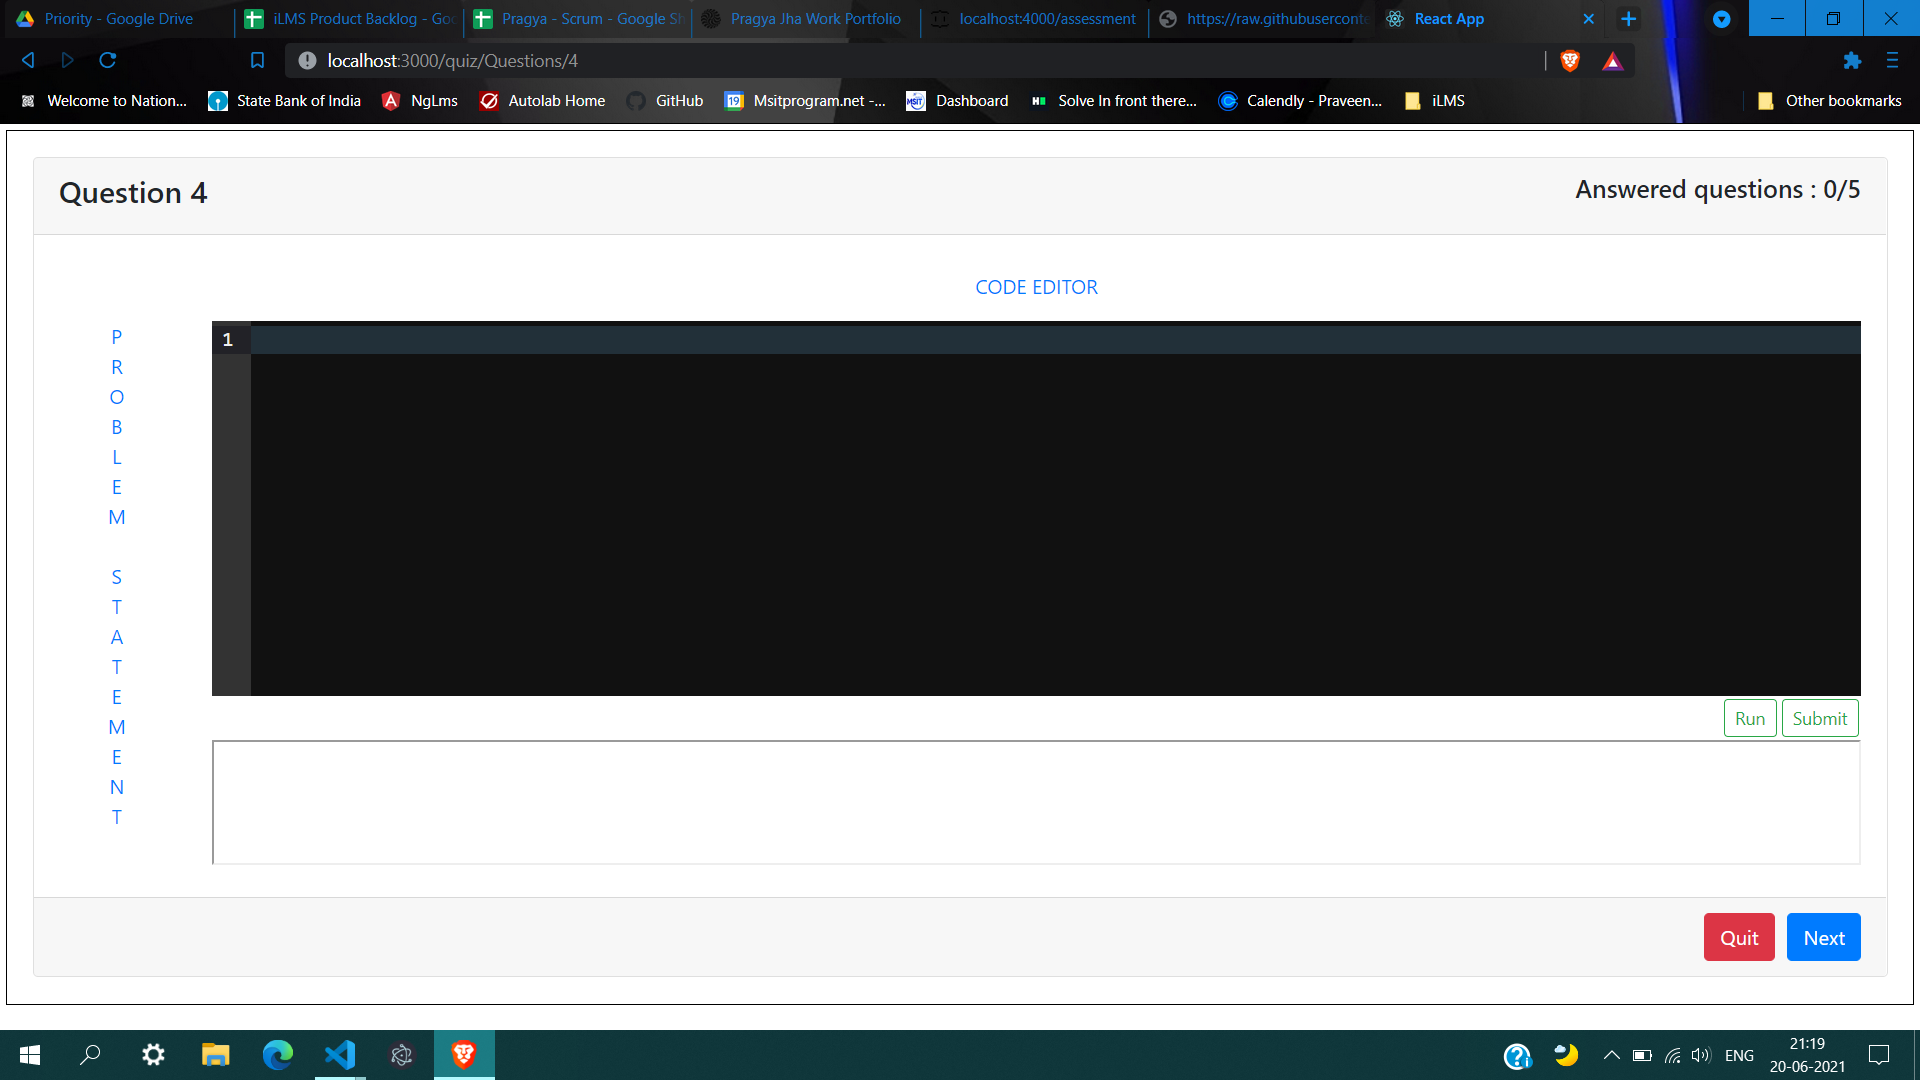 Priority - Google Drive
iLMS Product Backlog - Goo
Pragya - Scrum - Google Sh
Pragya Jha Work Portfolio
localhost:4000/assessment
https://raw.githubuserconte
React App
localhost:3000/quiz/Questions/4
Welcome to Nation...
State Bank of India
NgLms
Autolab Home
GitHub
19
Msitprogram.net -...
MSIT
Dashboard
Solve In front there...
Calendly - Praveen...
iLMS
Other bookmarks
Question 4
Answered questions : 0/5
CODE EDITOR
P
R
O
B
L
E
M
S
T
A
T
E
M
E
N
T
1
Run
Submit
Quit
Next
ENG
21:19
20-06-2021